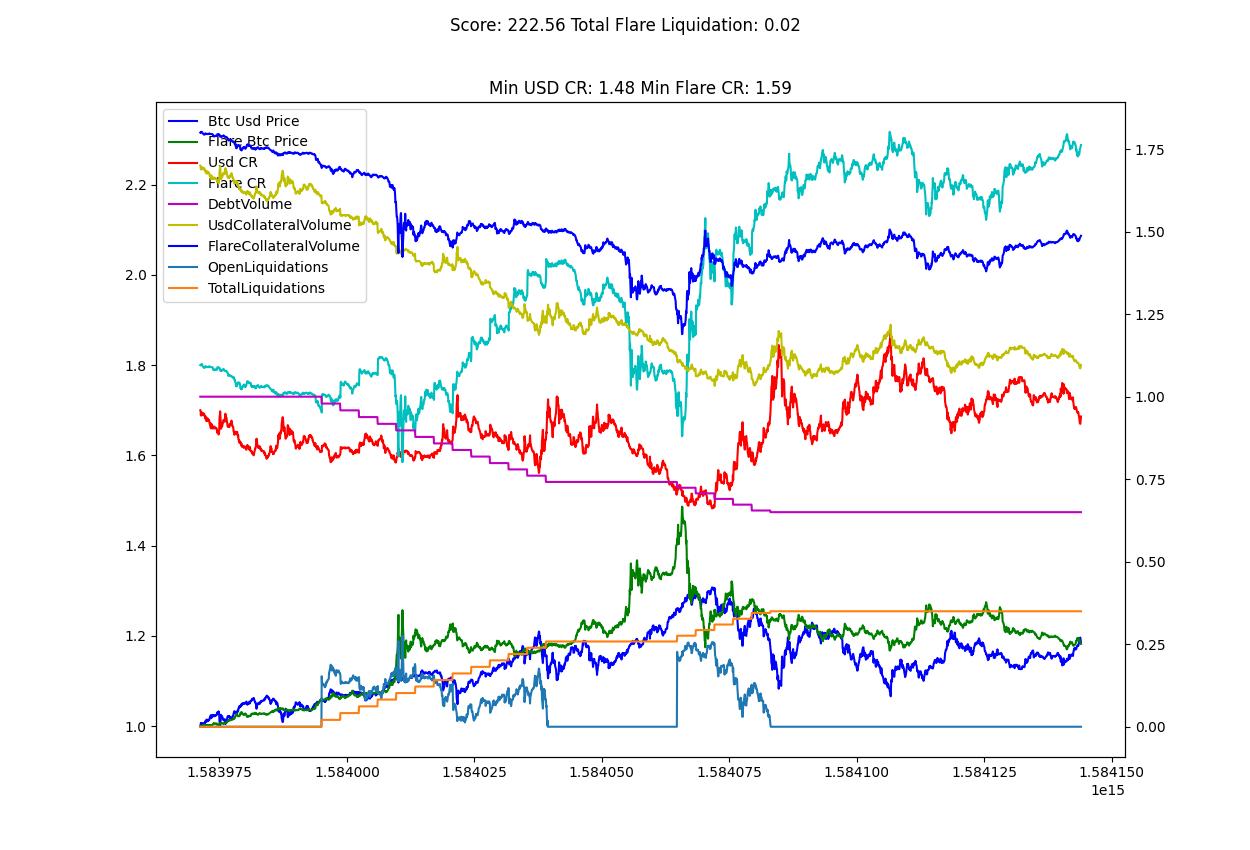 Score: 222.56 Total Flare Liquidation: 0.02
Min USD CR: 1.48 Min Flare CR: 1.59
Btc Usd Price
Flare Btc Price
Usd CR
Flare CR
DebtVolume
UsdCollateralVolume
FlareCollateralVolume
OpenLiquidations
TotalLiquidations
2.2
2.0
1.8
1.6
1.4
1.2
1.0
1.75
1.50
1.25
1.00
0.75
0.50
0.25
0.00
1.583975 1.584000 1.584025 1.584050 1.584075 1.584100 1.584125 1.584150
1e15